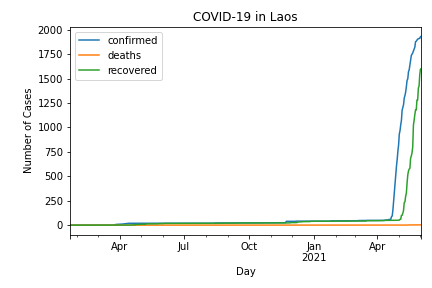 COVID-19 in Laos
confirmed
deaths
recovered
Number of Cases
2000
1750
1500
1250
1000
750
500
250
0
Apr
Jul
Oct
Jan
2021
Apr
Day